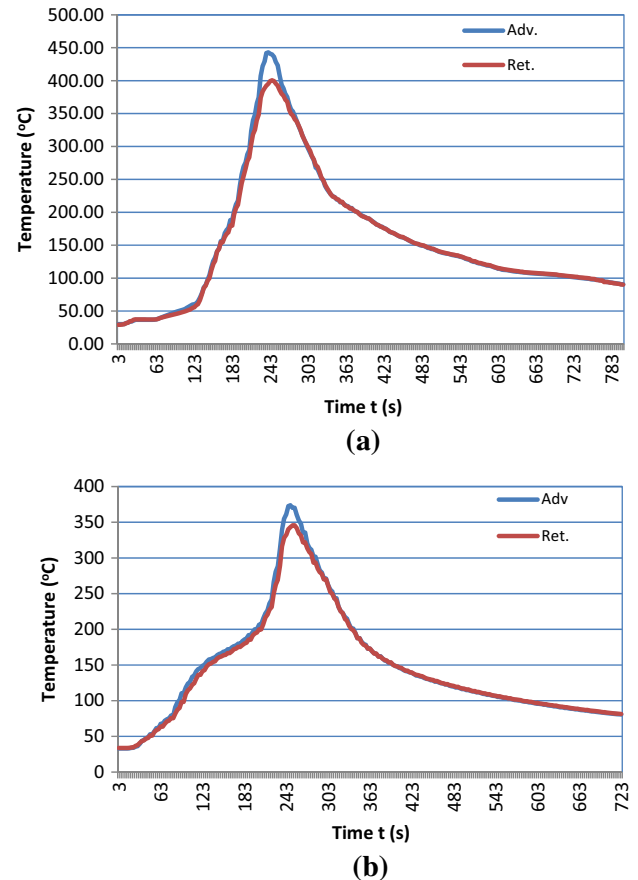 500.00
450.00
400.00
350.00
300.00
250.00
200.00
150.00
100.00
50.00
0.00
Temperature (ºC)
Adv.
Ret.
3 63 123 183 243 303 363 423 483 543 603 663 723 783
Time t (s)
(a)
400
350
300
250
200
150
100
50
0
Temperature (ºC)
Adv
Ret.
3 63 123 183 243 303 363 423 483 543 603 663 723
Time t (s)
(b)